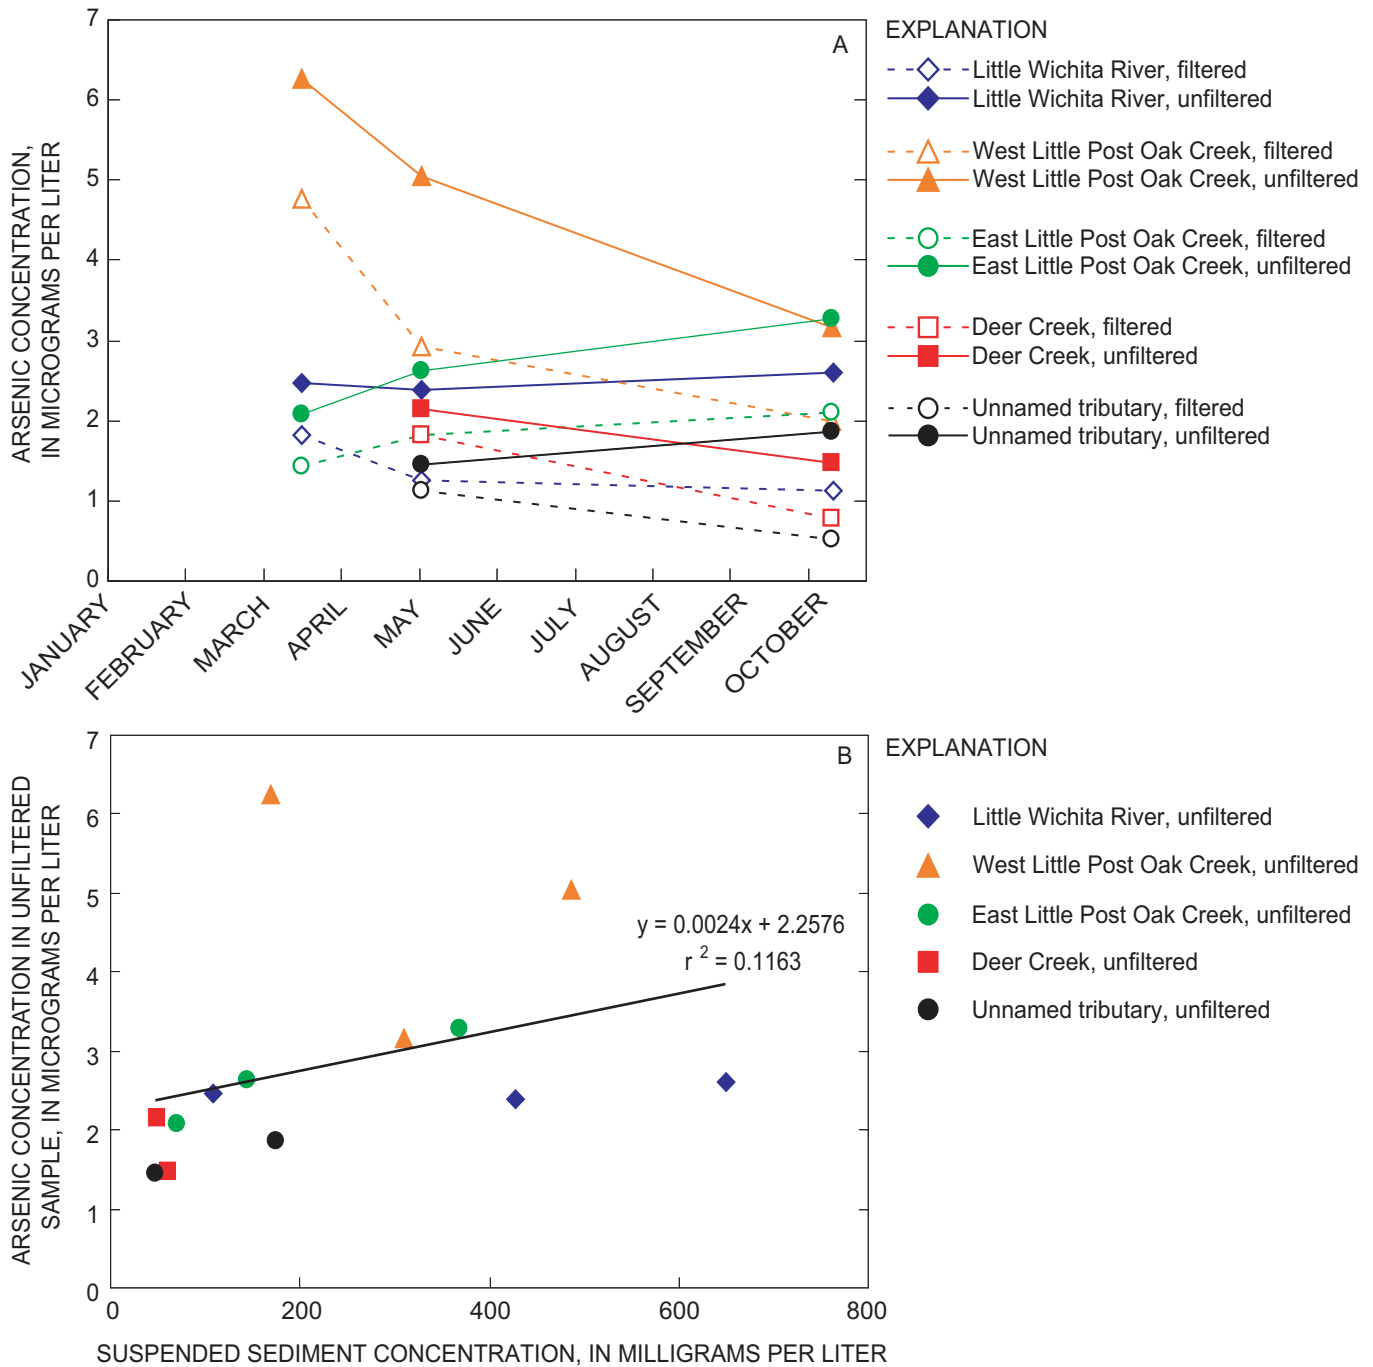 ARSENIC CONCENTRATION,
IN MICROGRAMS PER LITER
7
6
5
4
3
2
1
0
A
JANUARY
FEBRUARY
MARCH
APRIL
MAY
JUNE
JULY
AUGUST
SEPTEMBER
OCTOBER
EXPLANATION
Little Wichita River, filtered
Little Wichita River, unfiltered
West Little Post Oak Creek, filtered
West Little Post Oak Creek, unfiltered
East Little Post Oak Creek, filtered
East Little Post Oak Creek, unfiltered
Deer Creek, filtered
Deer Creek, unfiltered
Unnamed tributary, filtered
Unnamed tributary, unfiltered
ARSENIC CONCENTRATION IN UNFILTERED
SAMPLE, IN MICROGRAMS PER LITER
7
6
5
4
3
2
1
0
B
y = 0.0024x + 2.2576
r 2 = 0.1163
0 200 400 600 800
SUSPENDED SEDIMENT CONCENTRATION, IN MILLIGRAMS PER LITER
EXPLANATION
Little Wichita River, unfiltered
West Little Post Oak Creek, unfiltered
East Little Post Oak Creek, unfiltered
Deer Creek, unfiltered
Unnamed tributary, unfiltered